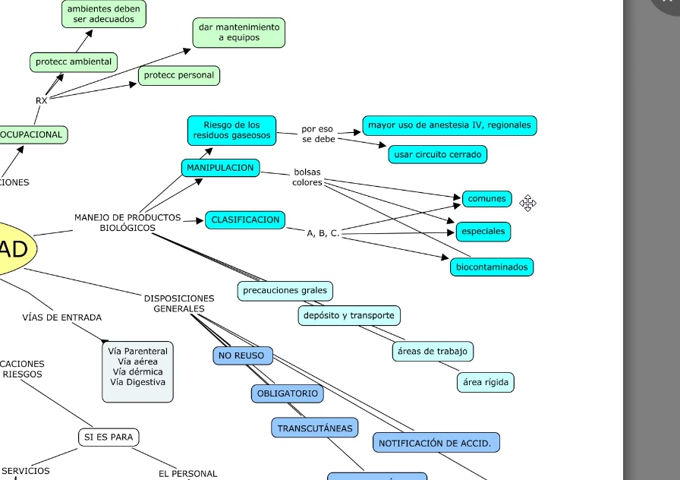 ambientes deben
ser adecuados
dar mantenimiento
a equipos
protecc ambiental
protecc personal
RX
OCUPACIONAL
CIONES
Riesgo de los
residuos gaseosos
por eso
se debe
mayor uso de anestesia IV, regionales
usar circuito cerrado
MANIPULACION
bolsas
colores
comunes
MANEJO DE PRODUCTOS
BIOLÓGICOS
CLASIFICACION
A, B, C.
especiales
biocontaminados
AD
precauciones grales
depósito y transporte
áreas de trabajo
área rígida
DISPOSICIONES
GENERALES
VÍAS DE ENTRADA
Vía Parenteral
Vía aérea
Vía dérmica
Vía Digestiva
NO REUSO
OBLIGATORIO
TRANSCUTÁNEAS
NOTIFICACIÓN DE ACCID.
CACIONES
RIESGOS
SI ES PARA
SERVICIOS
EL PERSONAL